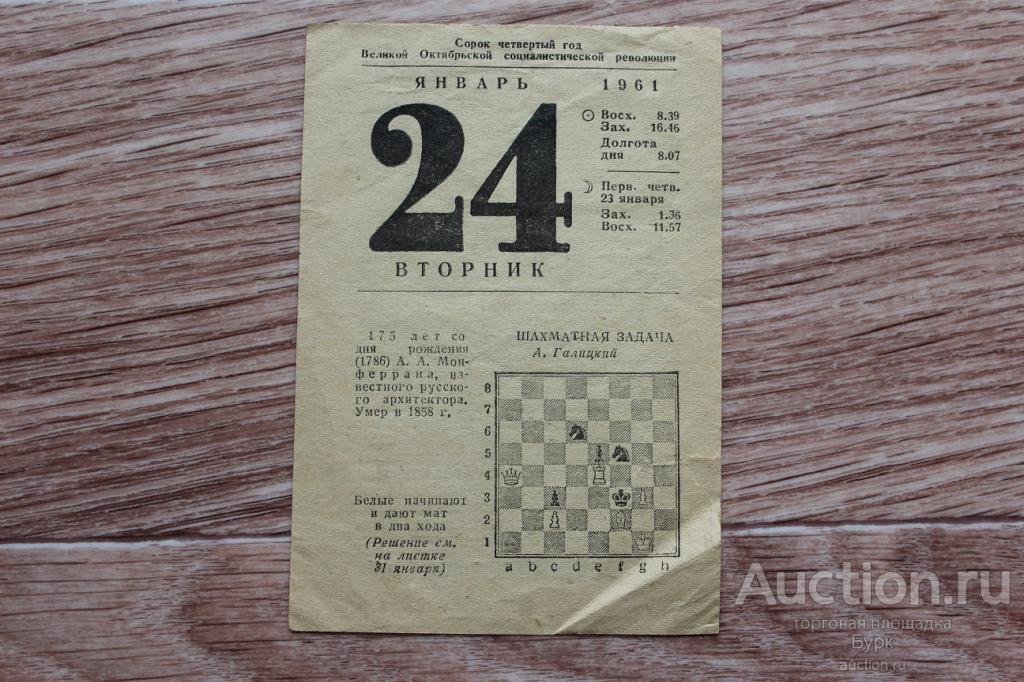 Сорок четвертый год
Великой Октябрьской социалистической революции
ЯНВАРЬ 1961
24
ВТОРНИК
Восх. 8.39
Зах. 16.46
Долгота
дня 8.07
Перв. четв.
23 января
Зах. 1.36
Восх. 11.57
175 лет со
дня рождения
(1786) А. А. Мон-
феррана, из-
вестного русско-
го архитектора.
Умер в 1858 г.
Белые начинают
и дают мат
в два хода
(Решение см.
на листке
31 января)
ШАХМАТНАЯ ЗАДАЧА
А. Галицкий
8
7
6
5
4
3
2
1
a b c d e f g h
Auction.ru
торговая площадка
Бурк
auction.ru